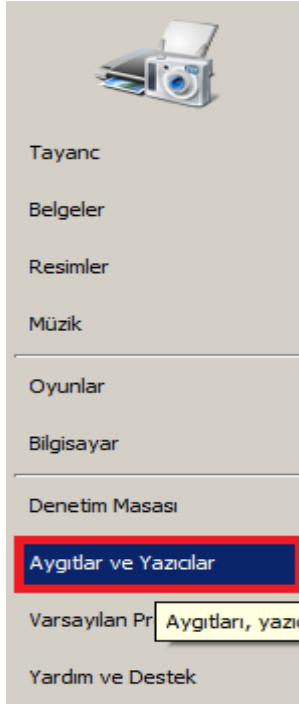 Tayanc
Belgeler
Resimler
Müzik
Oyunlar
Bilgisayar
Denetim Masası
Aygıtlar ve Yazıcılar
Varsayılan Pr
Aygıtları, yazı
Yardım ve Destek